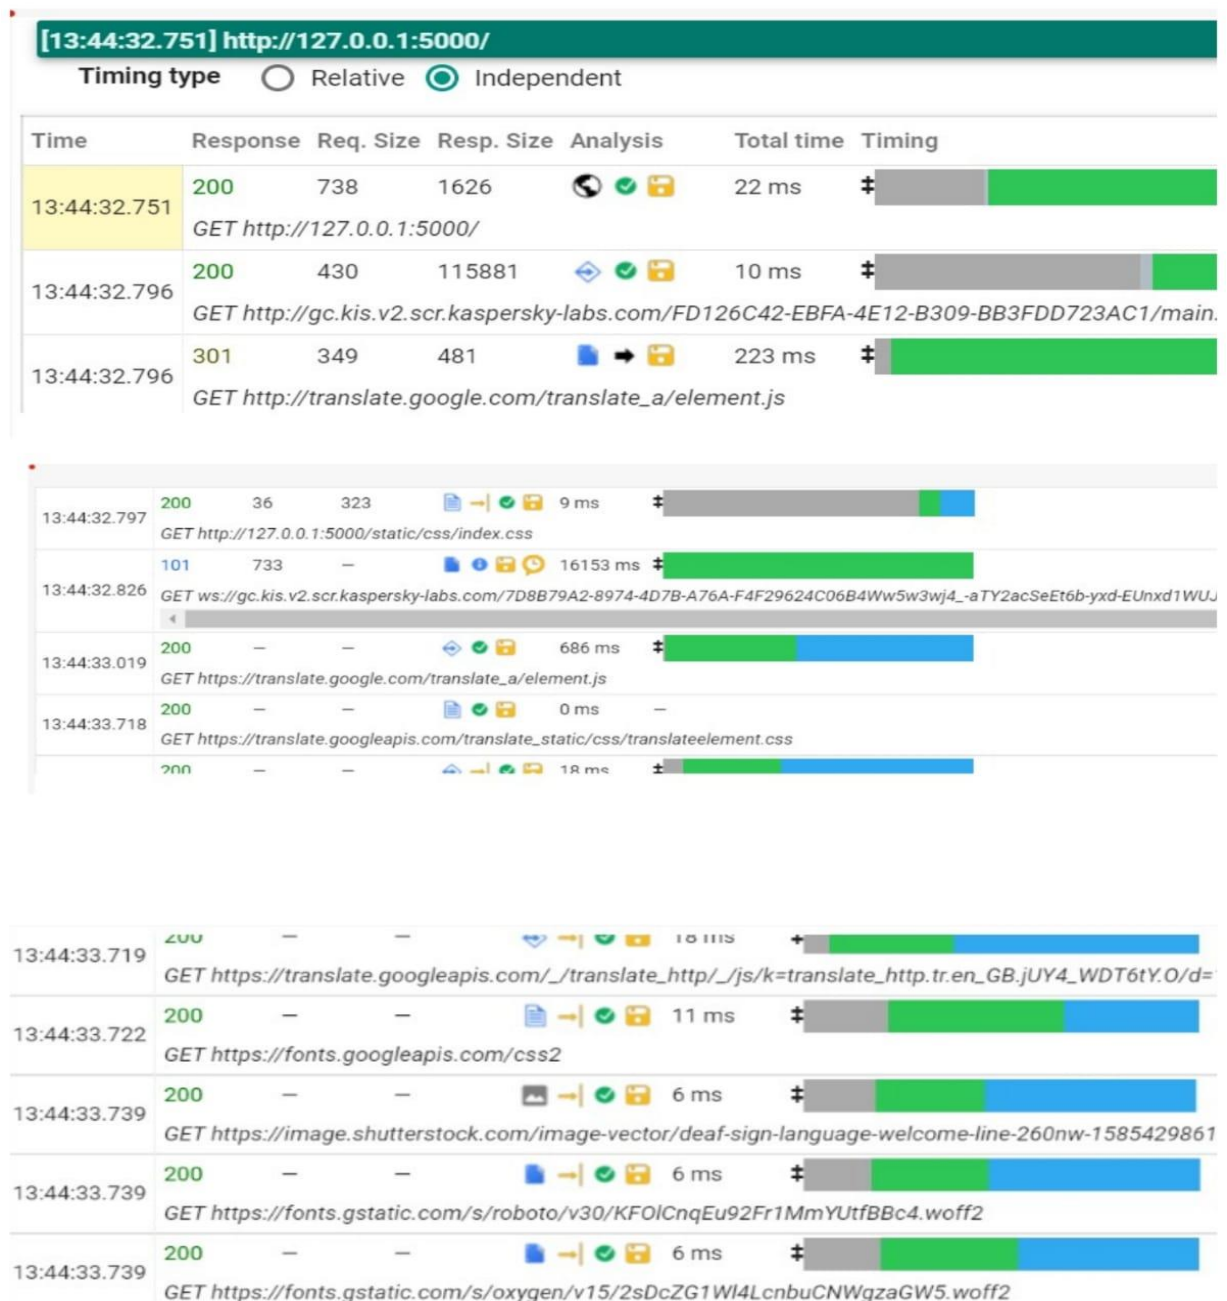 [13:44:32.751] http://127.0.0.1:5000/
Timing type Relative Independent
Time Response Req. Size Resp. Size Analysis Total time Timing
13:44:32.751 200 738 1626 22 ms
GET http://127.0.0.1:5000/
13:44:32.796 200 430 115881 10 ms
GET http://gc.kis.v2.scr.kaspersky-labs.com/FD126C42-EBFA-4E12-B309-BB3FDD723AC1/main.
13:44:32.796 301 349 481 223 ms
GET http://translate.google.com/translate_a/element.js
13:44:32.797 200 36 323 9 ms
GET http://127.0.0.1:5000/static/css/index.css
13:44:32.826 101 733 – 16153 ms
GET ws://gc.kis.v2.scr.kaspersky-labs.com/7D8B79A2-8974-4D7B-A76A-F4F29624C06B4Ww5w3wj4_-aTY2acSeEt6b-yxd-EUnxd1WUJ
13:44:33.019 200 – – 686 ms
GET https://translate.google.com/translate_a/element.js
13:44:33.718 200 – – 0 ms –
GET https://translate.googleapis.com/translate_static/css/translateelement.css
200 – – 18 ms
13:44:33.719 200 – – 18 ms
GET https://translate.googleapis.com/_/translate_http/_/js/k=translate_http.tr.en_GB.jUY4_WDT6tY.O/d=
13:44:33.722 200 – – 11 ms
GET https://fonts.googleapis.com/css2
13:44:33.739 200 – – 6 ms
GET https://image.shutterstock.com/image-vector/deaf-sign-language-welcome-line-260nw-1585429861
13:44:33.739 200 – – 6 ms
GET https://fonts.gstatic.com/s/roboto/v30/KFOlCnqEu92Fr1MmYUtfBBc4.woff2
13:44:33.739 200 – – 6 ms
GET https://fonts.gstatic.com/s/oxygen/v15/2sDcZG1Wl4LcnbuCNWgzaGW5.woff2